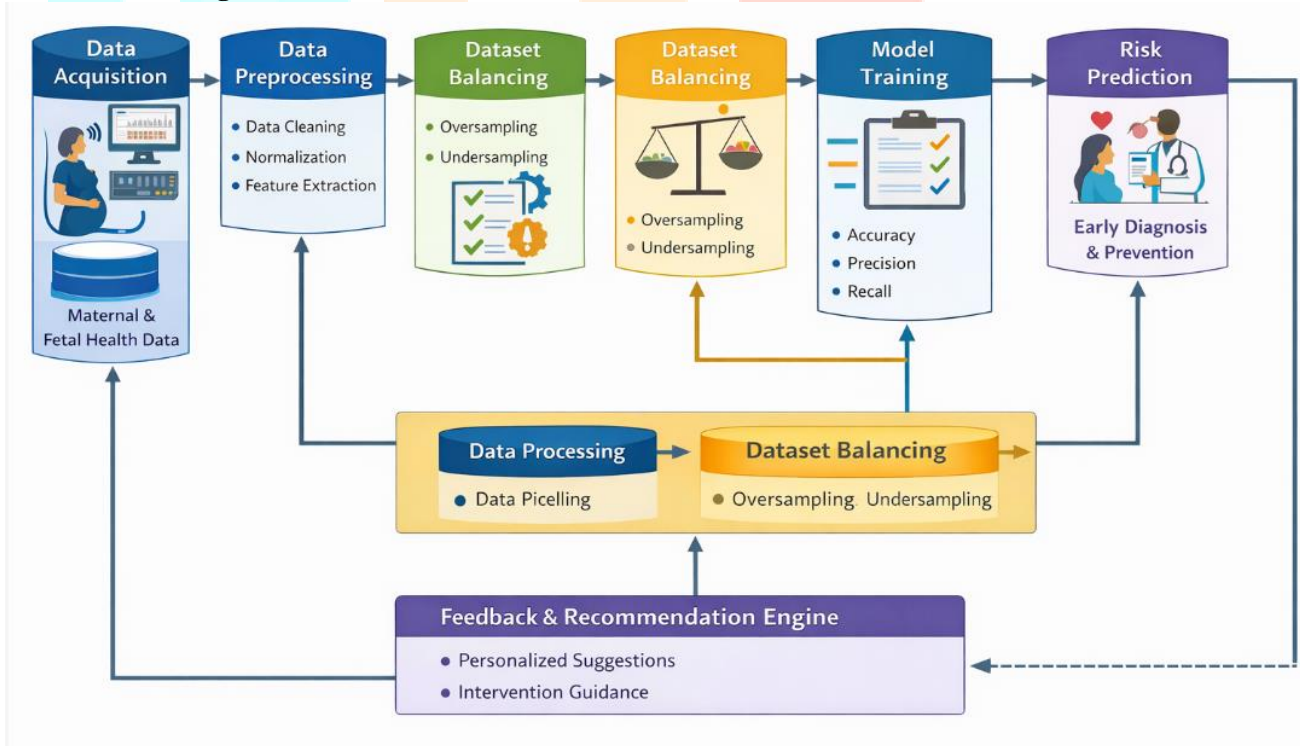 Data
Acquisition
Maternal &
Fetal Health Data
Data
Preprocessing
• Data Cleaning
• Normalization
• Feature Extraction
Dataset
Balancing
• Oversampling
• Undersampling
Dataset
Balancing
• Oversampling
• Undersampling
Model
Training
• Accuracy
• Precision
• Recall
Risk
Prediction
Early Diagnosis
& Prevention
Data Processing
• Data Picelling
Dataset Balancing
• Oversampling. Undersampling
Feedback & Recommendation Engine
• Personalized Suggestions
• Intervention Guidance